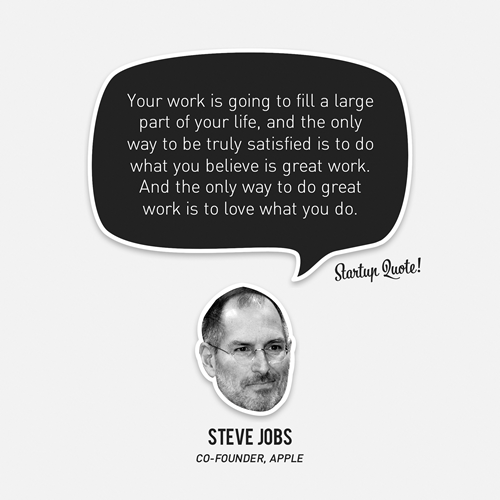 Your work is going to fill a large
part of your life, and the only
way to be truly satisfied is to do
what you believe is great work.
And the only way to do great
work is to love what you do.
Startup Quote!
STEVE JOBS
CO-FOUNDER, APPLE